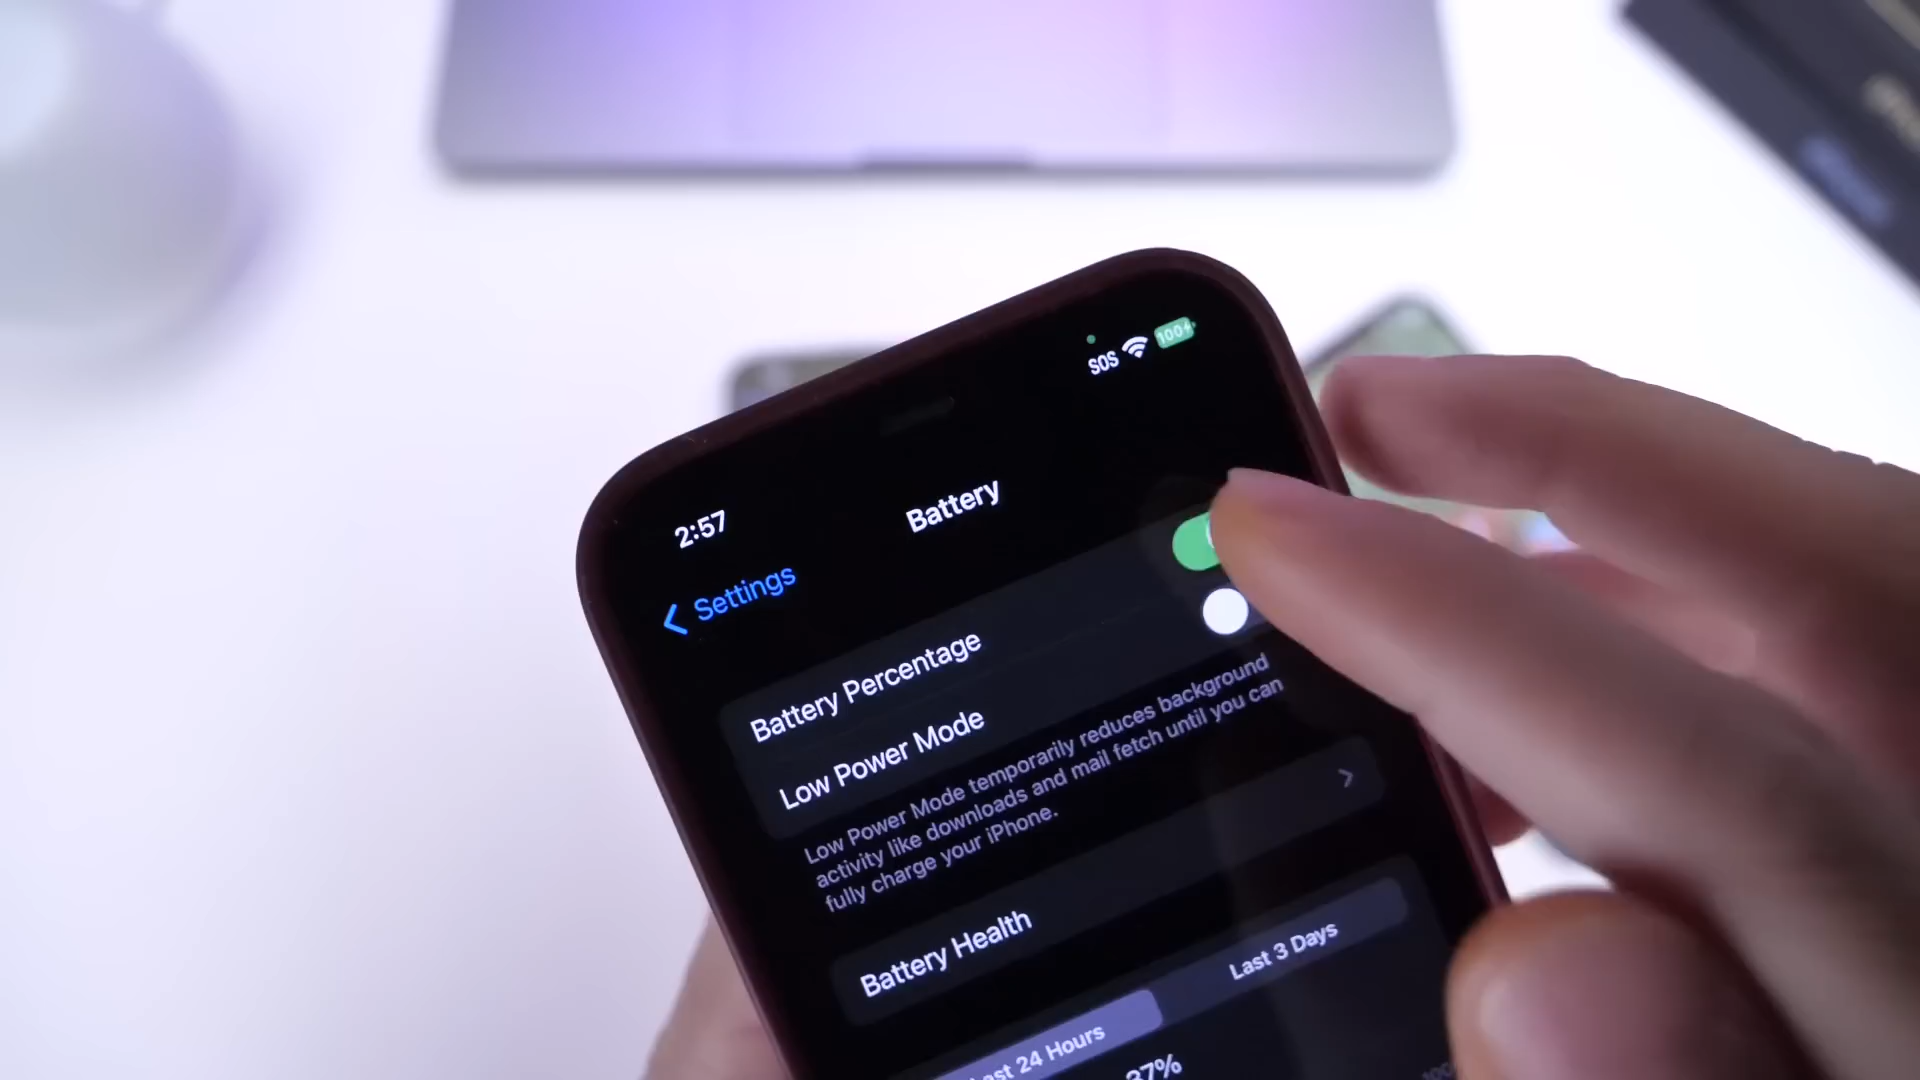 SOS 100+
2:57
Battery
Settings
Battery Percentage
Low Power Mode
Low Power Mode temporarily reduces background
activity like downloads and mail fetch until you can
fully charge your iPhone.
Battery Health
Last 24 Hours
Last 3 Days
37%